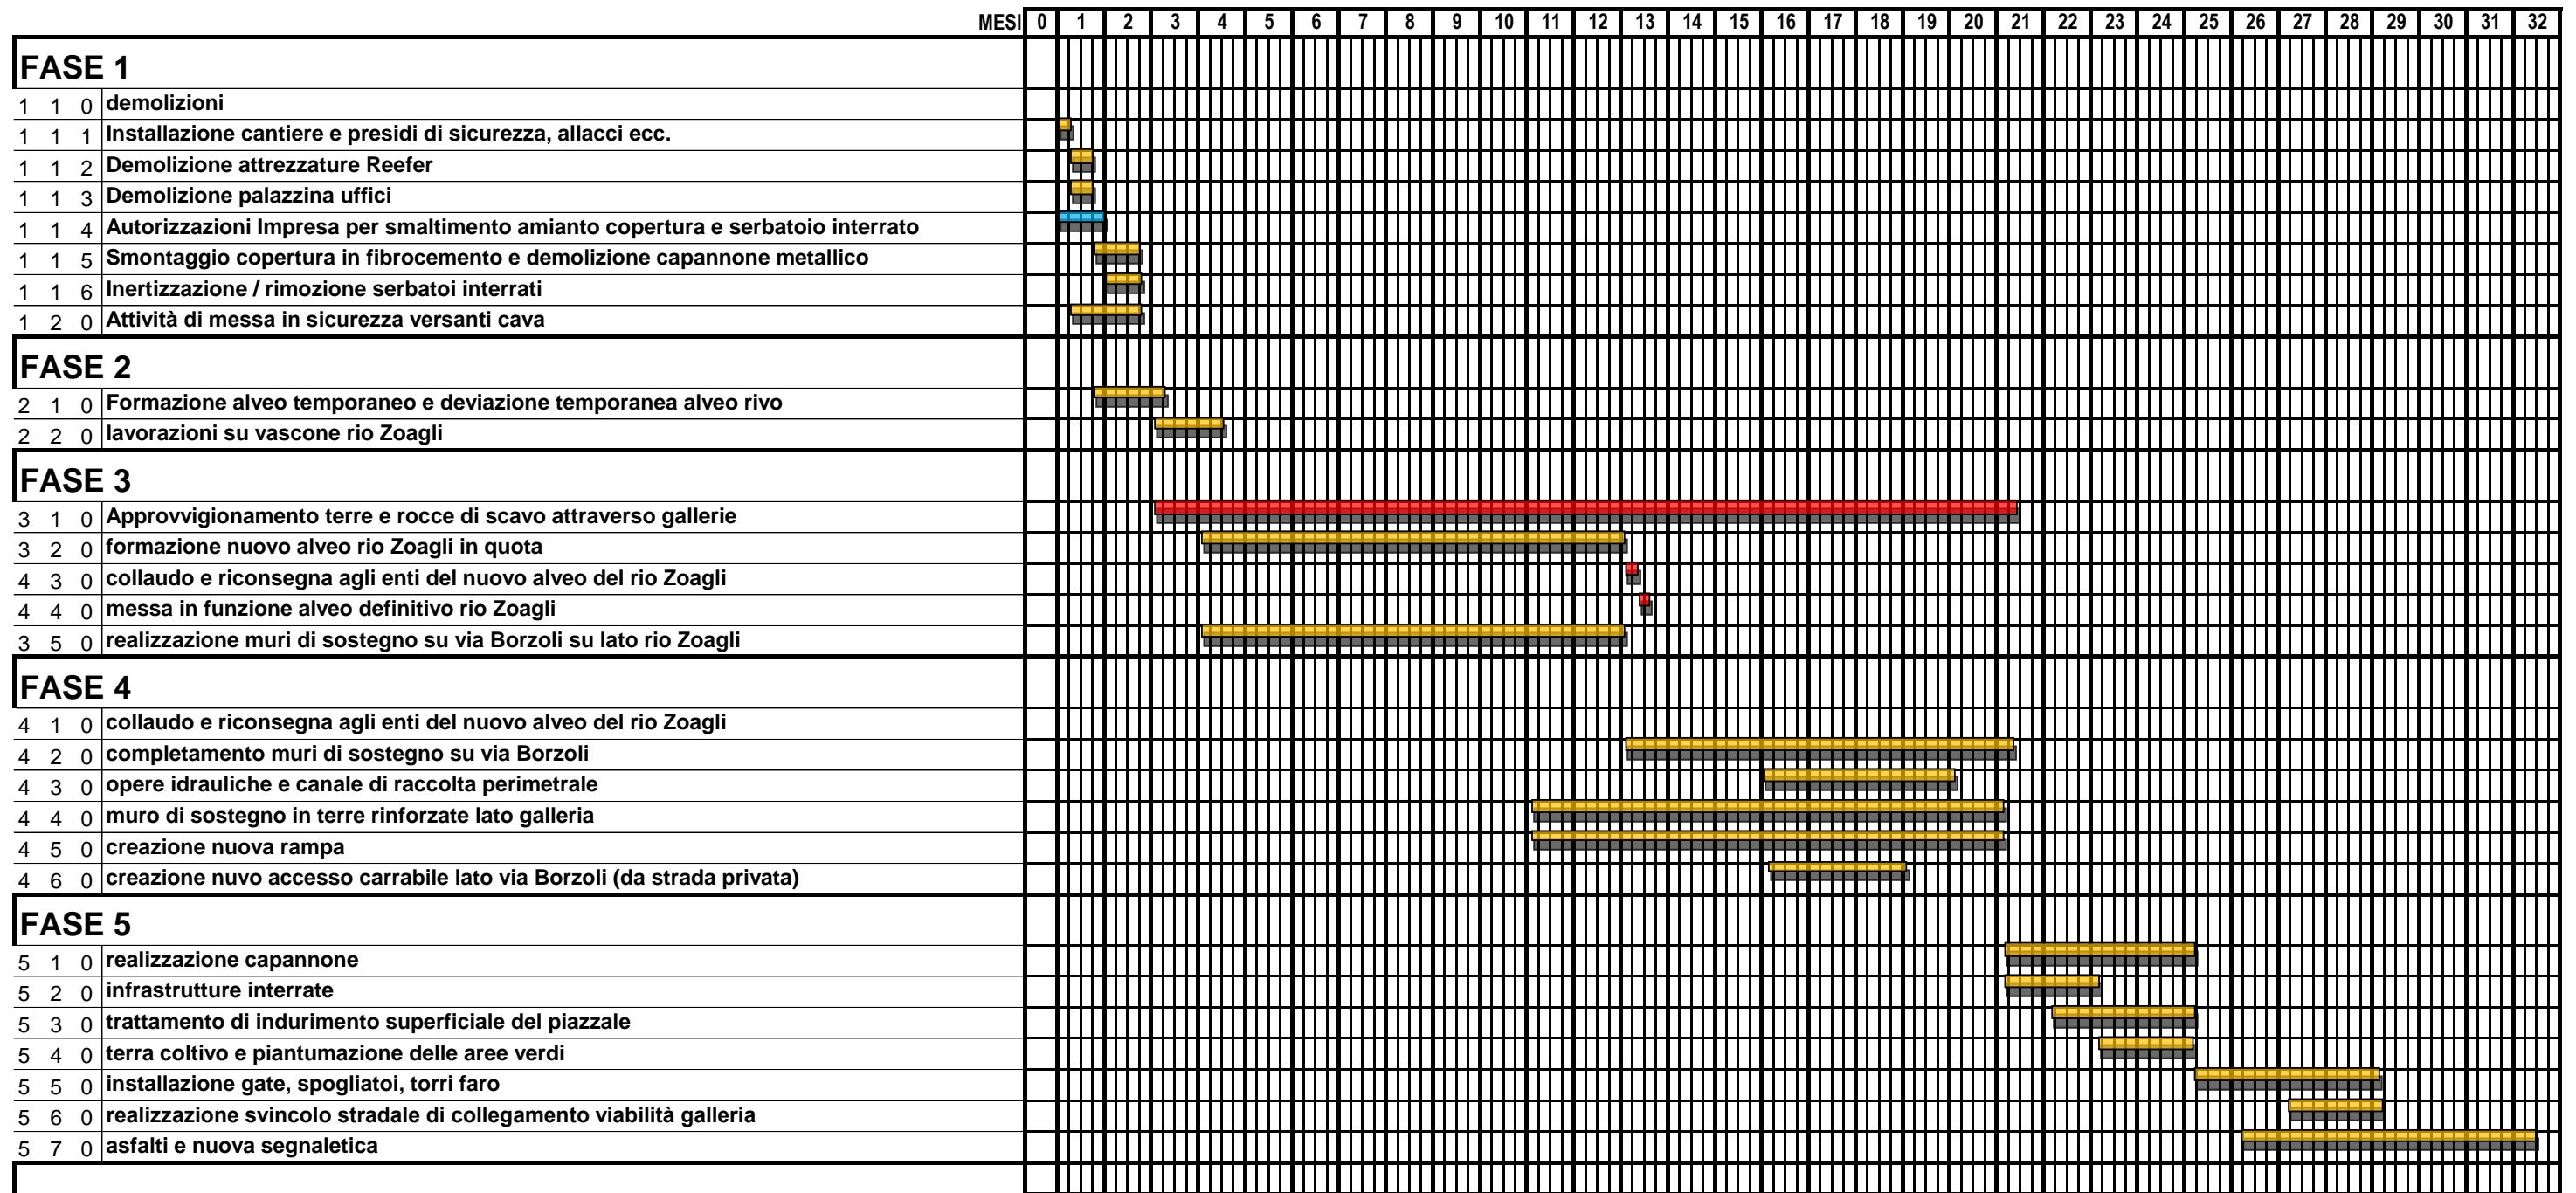 MESI 0 1 2 3 4 5 6 7 8 9 10 11 12 13 14 15 16 17 18 19 20 21 22 23 24 25 26 27 28 29 30 31 32
FASE 1
1 1 0 demolizioni
1 1 1 Installazione cantiere e presidi di sicurezza, allacci ecc.
1 1 2 Demolizione attrezzature Reefer
1 1 3 Demolizione palazzina uffici
1 1 4 Autorizzazioni Impresa per smaltimento amianto copertura e serbatoio interrato
1 1 5 Smontaggio copertura in fibrocemento e demolizione capannone metallico
1 1 6 Inertizzazione / rimozione serbatoi interrati
1 2 0 Attività di messa in sicurezza versanti cava
FASE 2
2 1 0 Formazione alveo temporaneo e deviazione temporanea alveo rivo
2 2 0 lavorazioni su vascone rio Zoagli
FASE 3
3 1 0 Approvvigionamento terre e rocce di scavo attraverso gallerie
3 2 0 formazione nuovo alveo rio Zoagli in quota
4 3 0 collaudo e riconsegna agli enti del nuovo alveo del rio Zoagli
4 4 0 messa in funzione alveo definitivo rio Zoagli
3 5 0 realizzazione muri di sostegno su via Borzoli su lato rio Zoagli
FASE 4
4 1 0 collaudo e riconsegna agli enti del nuovo alveo del rio Zoagli
4 2 0 completamento muri di sostegno su via Borzoli
4 3 0 opere idrauliche e canale di raccolta perimetrale
4 4 0 muro di sostegno in terre rinforzate lato galleria
4 5 0 creazione nuova rampa
4 6 0 creazione nuvo accesso carrabile lato via Borzoli (da strada privata)
FASE 5
5 1 0 realizzazione capannone
5 2 0 infrastrutture interrate
5 3 0 trattamento di indurimento superficiale del piazzale
5 4 0 terra coltivo e piantumazione delle aree verdi
5 5 0 installazione gate, spogliatoi, torri faro
5 6 0 realizzazione svincolo stradale di collegamento viabilità galleria
5 7 0 asfalti e nuova segnaletica